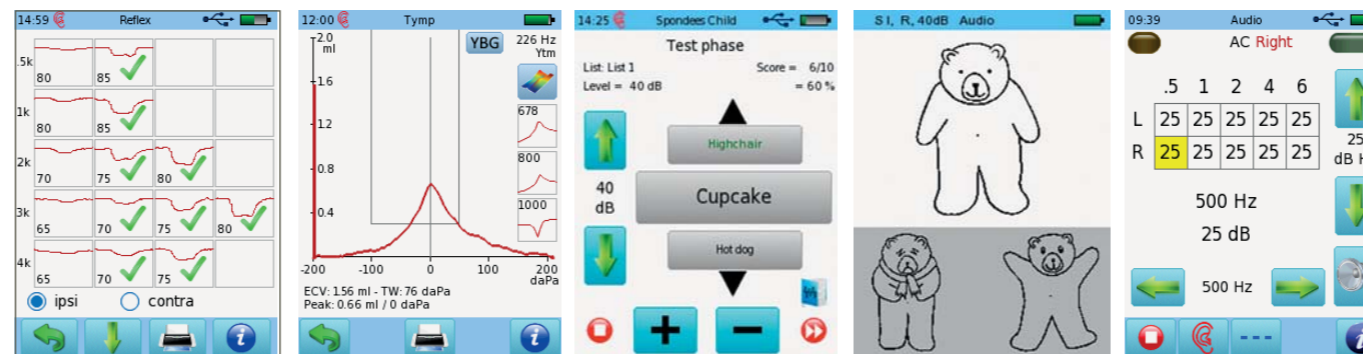 14:59 Reflex
.5k
80 85
1k
80 85
2k
70 75 80
3k
65 70 75 80
4k
65 70 75
ipsi contra
12:00 Tymp
2.0
ml
YBG
226 Hz
Ytm
1.6
678
1.2
800
0.8
1000
0.4
-200 -100 0 100 200
daPa daPa
ECV: 1.56 ml - TW: 76 daPa
Peak: 0.66 ml / 0 daPa
14:25 Spondees Child
Test phase
List: List 1 Score = 6/10
Level = 40 dB = 60 %
Highchair
40
dB
Cupcake
Hot dog
SI, R, 40dB Audio
09:39 Audio
AC Right
.5 1 2 4 6
L 25 25 25 25 25
R 25 25 25 25 25
25
dB H
500 Hz
25 dB
500 Hz